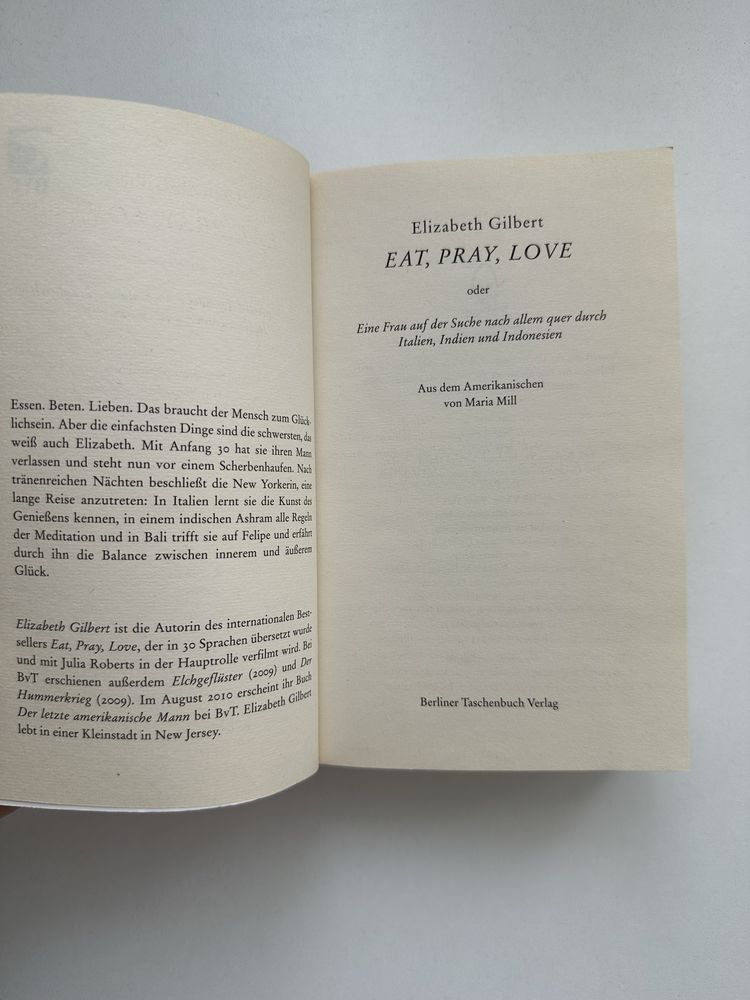 Essen. Beten. Lieben. Das braucht der Mensch zum Glück-
lichsein. Aber die einfachsten Dinge sind die schwersten, das
weiß auch Elizabeth. Mit Anfang 30 hat sie ihren Mann
verlassen und steht nun vor einem Scherbenhaufen. Nach
tränenreichen Nächten beschließt die New Yorkerin, eine
lange Reise anzutreten: In Italien lernt sie die Kunst des
Genießens kennen, in einem indischen Ashram alle Regeln
der Meditation und in Bali trifft sie auf Felipe und erfährt
durch ihn die Balance zwischen innerem und äußerem
Glück.
Elizabeth Gilbert ist die Autorin des internationalen Best-
sellers Eat, Pray, Love, der in 30 Sprachen übersetzt wurde
und mit Julia Roberts in der Hauptrolle verfilmt wird. Bei
BvT erschienen außerdem Elchgeflüster (2009) und Der
Hummerkrieg (2009). Im August 2010 erscheint ihr Buch
Der letzte amerikanische Mann bei BvT. Elizabeth Gilbert
lebt in einer Kleinstadt in New Jersey.
Elizabeth Gilbert
EAT, PRAY, LOVE
oder
Eine Frau auf der Suche nach allem quer durch
Italien, Indien und Indonesien
Aus dem Amerikanischen
von Maria Mill
Berliner Taschenbuch Verlag